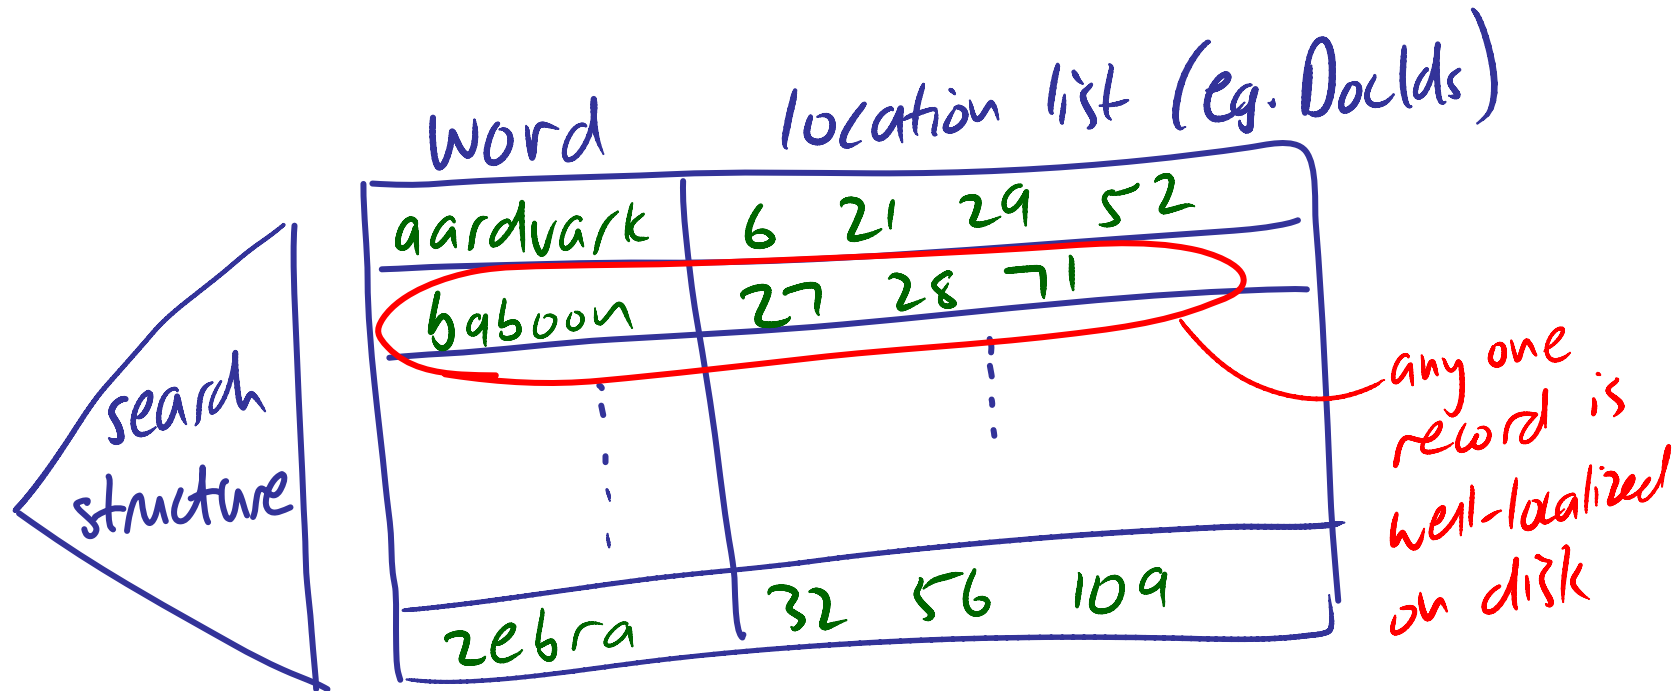 word location list (eg. DocIds)
aardvark 6 21 29 52
baboon 27 28 71
search
structure
any one
record is
well-localized
on disk
zebra 32 56 109